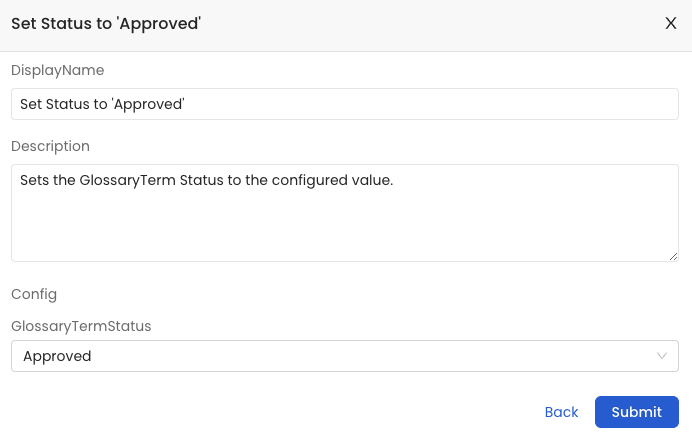 Set Status to 'Approved'
X
DisplayName
Set Status to 'Approved'
Description
Sets the GlossaryTerm Status to the configured value.
Config
GlossaryTermStatus
Approved
Back Submit